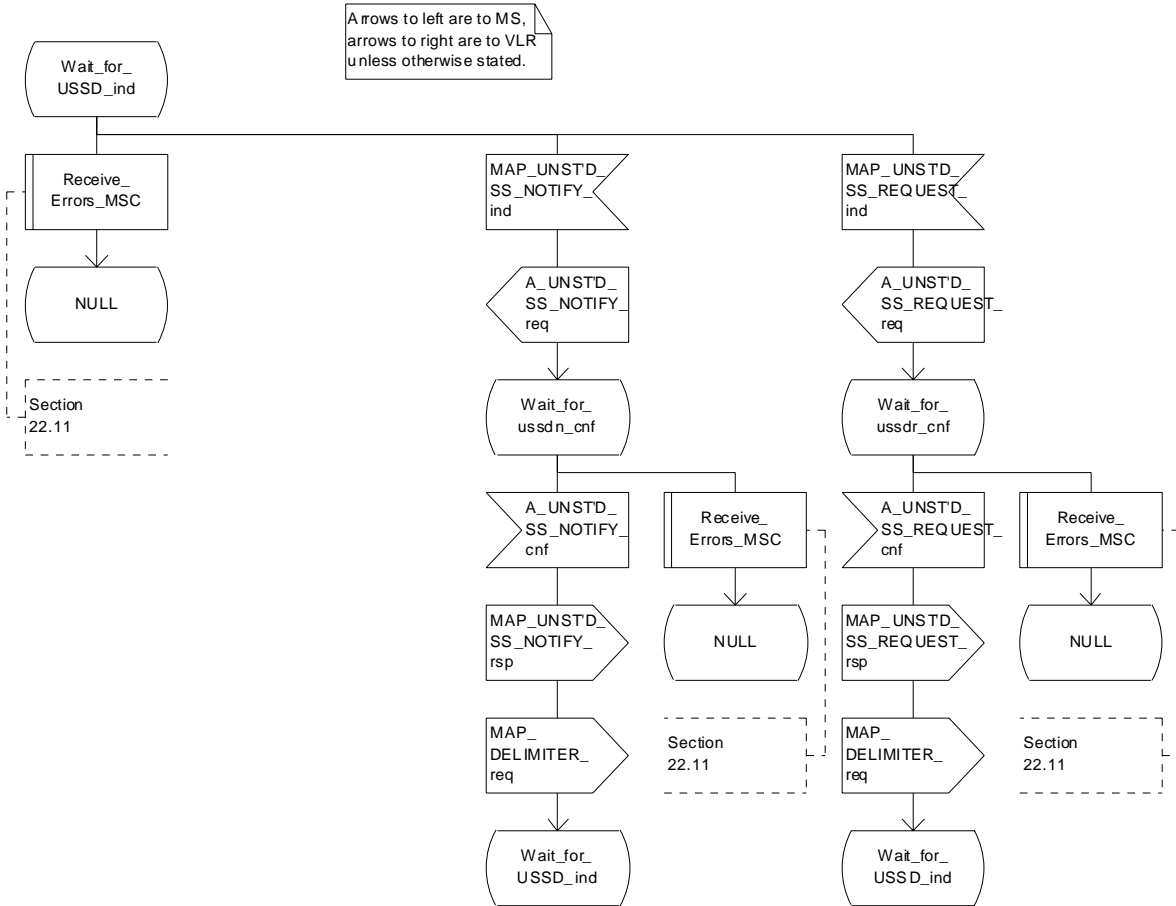 Arrows to left are to MS,
arrows to right are to VLR
unless otherwise stated.
Wait_for_
USSD_ind
Receive_
Errors_MSC
NULL
Section
22.11
MAP_UNST'D_
SS_NOTIFY_
ind
A_UNST'D_
SS_NOTIFY_
req
Wait_for_
ussdn_cnf
A_UNST'D_
SS_NOTIFY_
cnf
MAP_UNST'D_
SS_NOTIFY_
rsp
MAP_
DELIMITER_
req
Wait_for_
USSD_ind
Receive_
Errors_MSC
NULL
Section
22.11
MAP_UNST'D_
SS_REQUEST_
ind
A_UNST'D_
SS_REQUEST_
req
Wait_for_
ussdr_cnf
A_UNST'D_
SS_REQUEST_
cnf
MAP_UNST'D_
SS_REQUEST_
rsp
MAP_
DELIMITER_
req
Wait_for_
USSD_ind
Receive_
Errors_MSC
NULL
Section
22.11